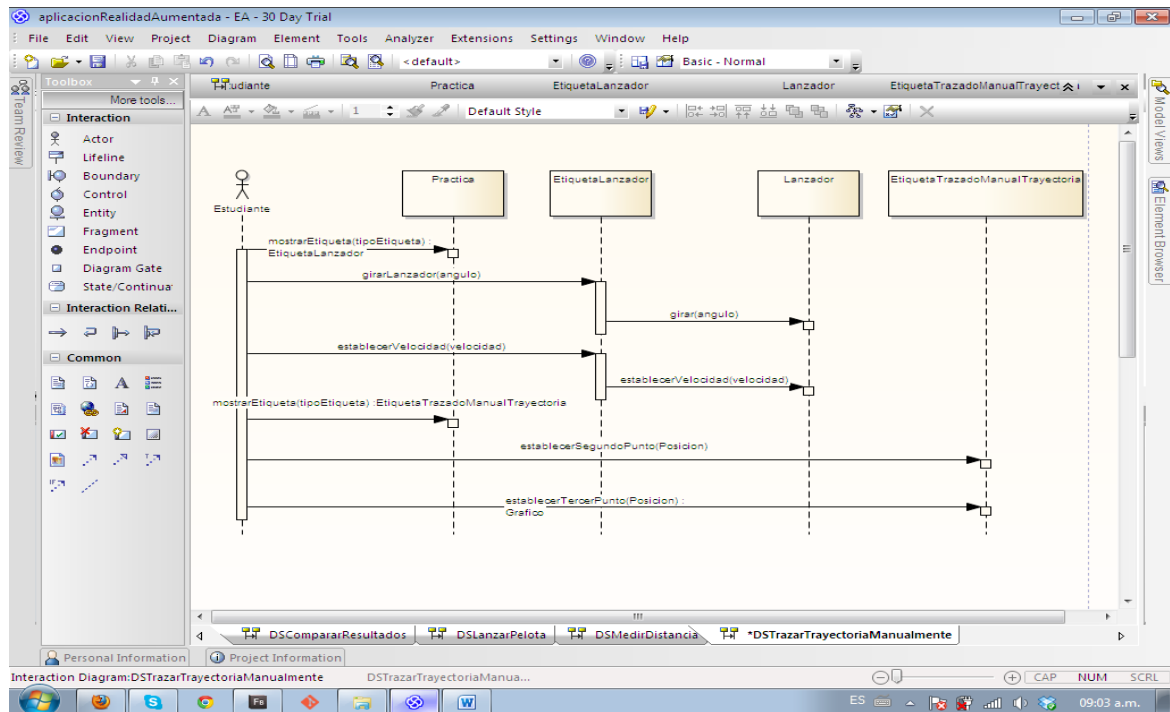 aplicacionRealidadAumentada - EA - 30 Day Trial
File Edit View Project Diagram Element Tools Analyzer Extensions Settings Window Help
<default> Basic - Normal
Toolbox
udiante Practica EtiquetaLanzador Lanzador EtiquetaTrazadoManualTrayect
More tools...
1 Default Style
Team Review
Model Views
Element Browser
Interaction
Actor
Lifeline
Boundary
Control
Entity
Fragment
Endpoint
Diagram Gate
State/Continua
Interaction Relati...
Common
Estudiante
Practica
EtiquetaLanzador
Lanzador
EtiquetaTrazadoManualTrayectoria
mostrarEtiqueta(tipoEtiqueta) :
EtiquetaLanzador
girarLanzador(angulo)
girar(angulo)
establecerVelocidad(velocidad)
establecerVelocidad(velocidad)
mostrarEtiqueta(tipoEtiqueta) :EtiquetaTrazadoManualTrayectoria
establecerSegundoPunto(Posicion)
establecerTercerPunto(Posicion) :
Grafico
DSCompararResultados DSLanzarPelota DSMedirDistancia *DSTrazarTrayectoriaManualmente
Personal Information Project Information
Interaction Diagram:DSTrazarTrayectoriaManualmente DSTrazarTrayectoriaManua... CAP NUM SCRL
S Fb W ES 09:03 a.m.